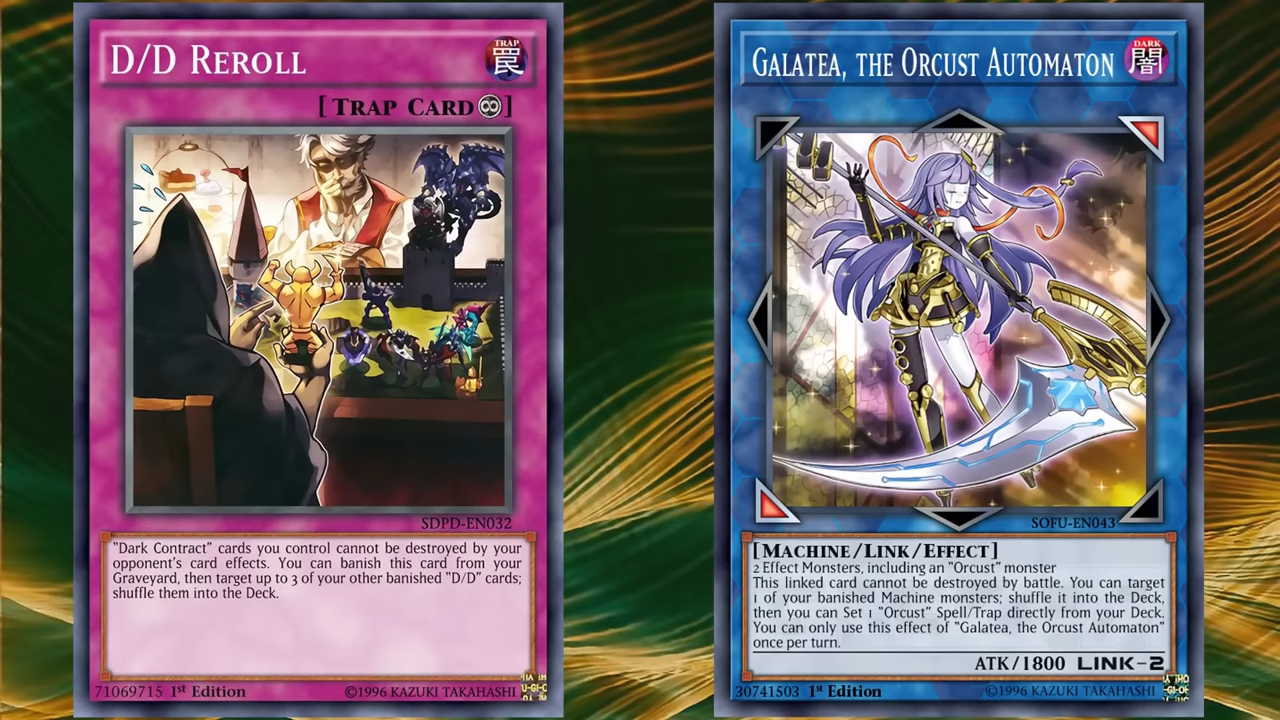 D/D REROLL
TRAP
罠
[TRAP CARD]
SDPD-EN032
"Dark Contract" cards you control cannot be destroyed by your
opponent's card effects. You can banish this card from your
Graveyard, then target up to 3 of your other banished "D/D" cards;
shuffle them into the Deck.
71069715 1st Edition
©1996 KAZUKI TAKAHASHI
GALATEA, THE ORCUST AUTOMATON
DARK
闇
SOFU-EN043
[MACHINE/LINK/EFFECT]
2 Effect Monsters, including an "Orcust" monster
This linked card cannot be destroyed by battle. You can target
1 of your banished Machine monsters; shuffle it into the Deck,
then you can Set 1 "Orcust" Spell/Trap directly from your Deck.
You can only use this effect of "Galatea, the Orcust Automaton"
once per turn.
ATK/1800 LINK-2
30741503 1st Edition
©1996 KAZUKI TAKAHASHI